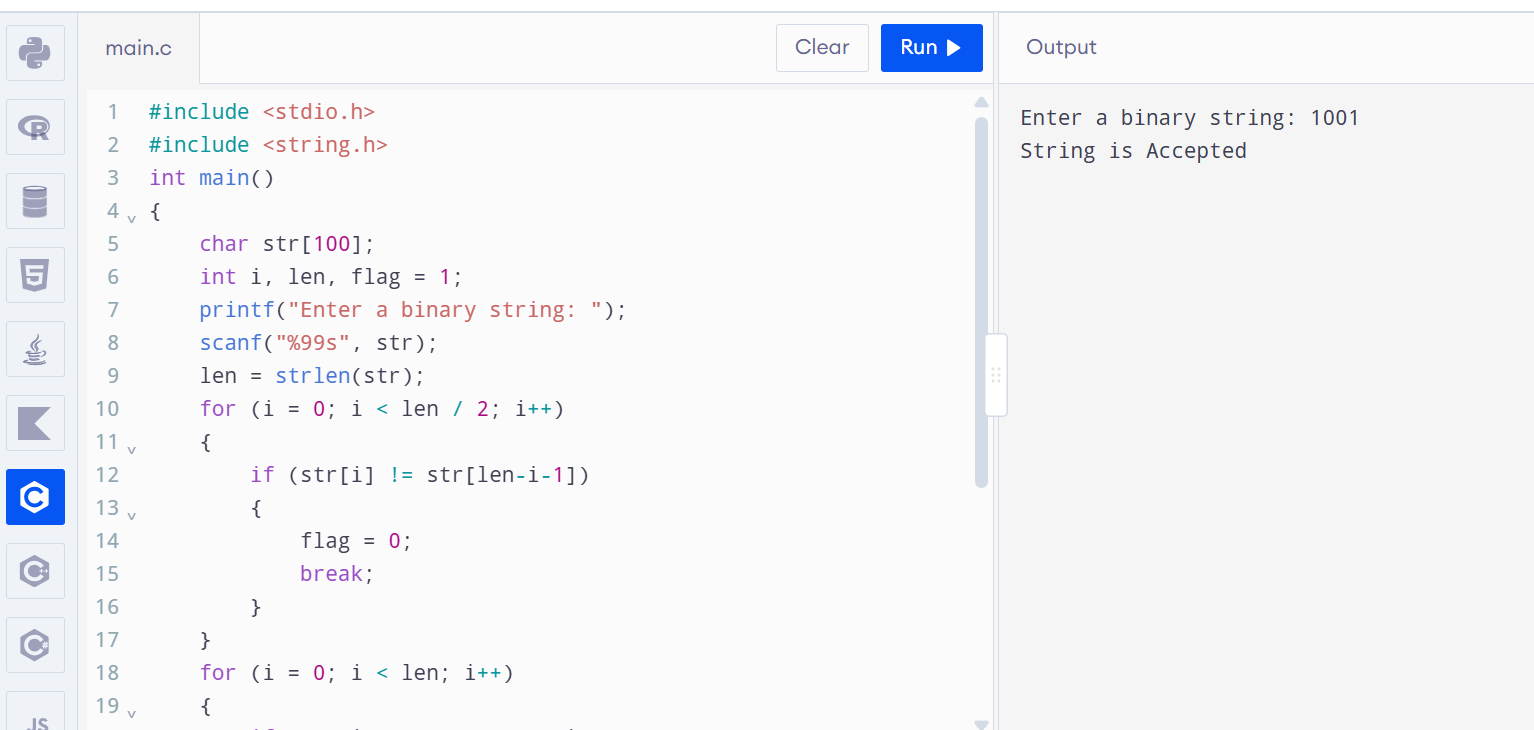 main.c
Clear
Run
Output
1 #include <stdio.h>
2 #include <string.h>
3 int main()
4 {
5     char str[100];
6     int i, len, flag = 1;
7     printf("Enter a binary string: ");
8     scanf("%99s", str);
9     len = strlen(str);
10     for (i = 0; i < len / 2; i++)
11     {
12         if (str[i] != str[len-i-1])
13         {
14             flag = 0;
15             break;
16         }
17     }
18     for (i = 0; i < len; i++)
19     {
Enter a binary string: 1001
String is Accepted
R
5
C
C++
C#
JS